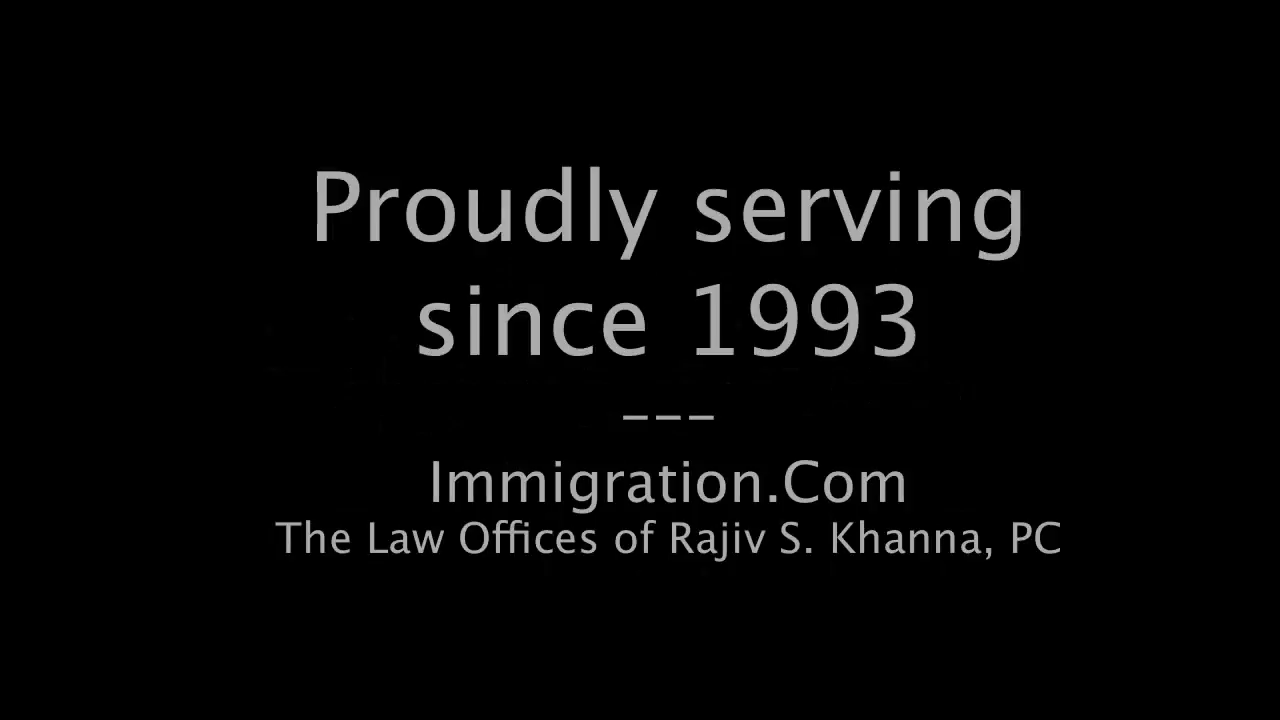 Proudly serving
since 1993
---
Immigration.Com
The Law Offices of Rajiv S. Khanna, PC